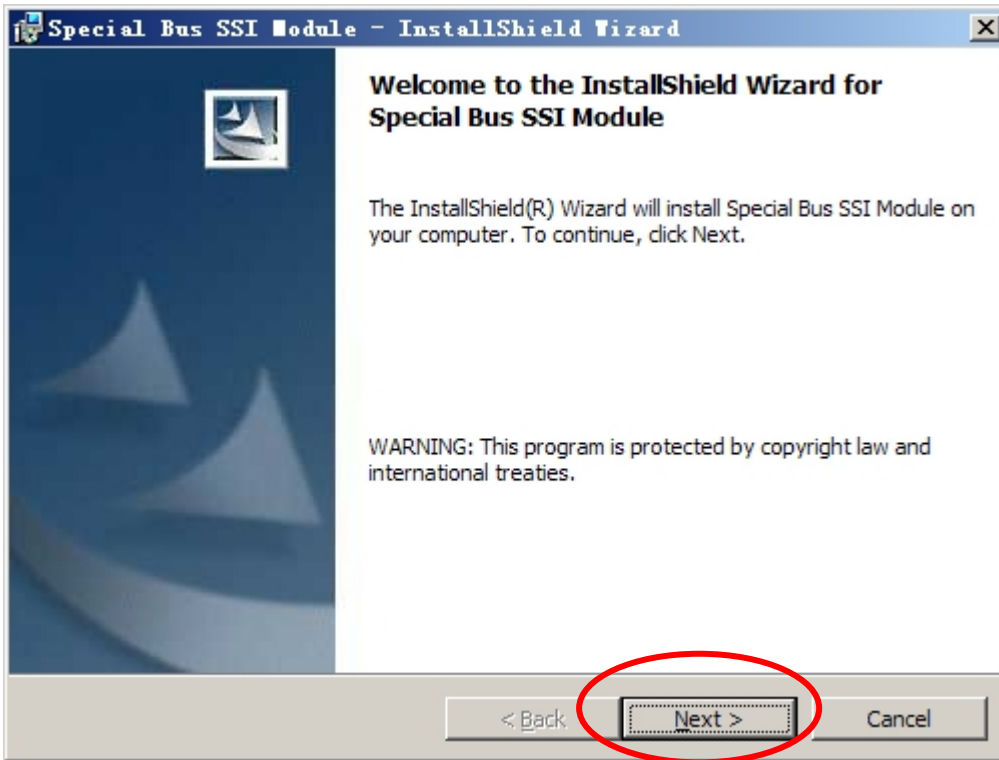 Special Bus SSI Module - InstallShield Wizard
Welcome to the InstallShield Wizard for
Special Bus SSI Module
The InstallShield(R) Wizard will install Special Bus SSI Module on
your computer. To continue, click Next.
WARNING: This program is protected by copyright law and
international treaties.
< Back Next > Cancel